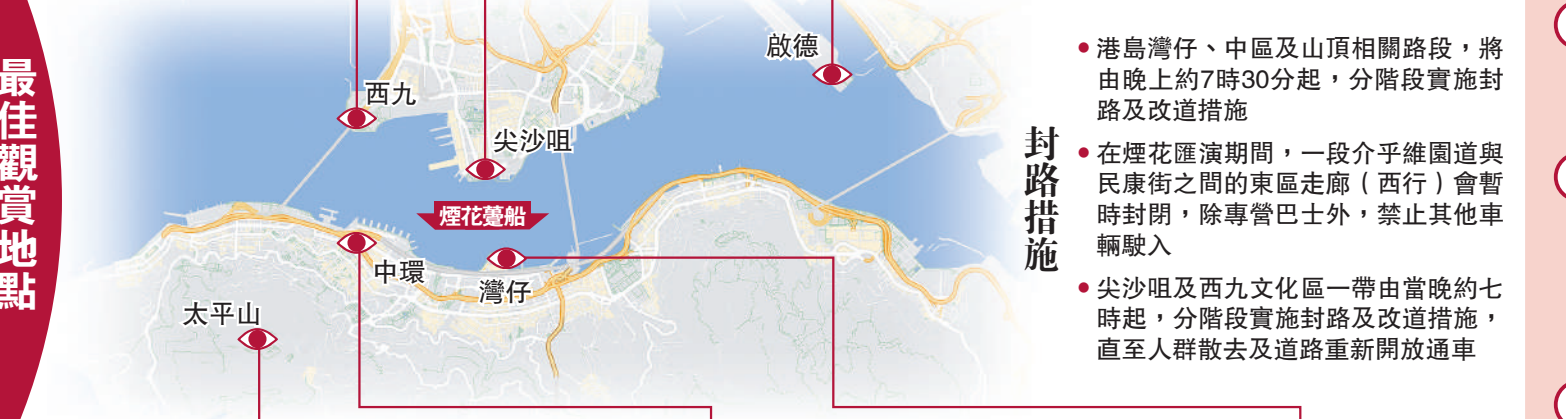 最佳觀賞地點
啟德
西九
尖沙咀
煙花躉船
中環
灣仔
太平山
封路措施
•港島灣仔、中區及山頂相關路段，將
由晚上約7時30分起，分階段實施封
路及改道措施
•在煙花匯演期間，一段介乎維園道與
民康街之間的東區走廊（西行）會暫
時封閉，除專營巴士外，禁止其他車
輛駛入
•尖沙咀及西九文化區一帶由當晚約七
時起，分階段實施封路及改道措施，
直至人群散去及道路重新開放通車